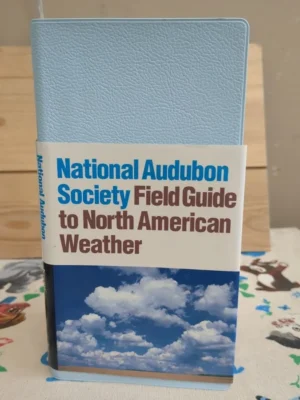 National Audubon
Society Field Guide
to North American
Weather
National Audubon